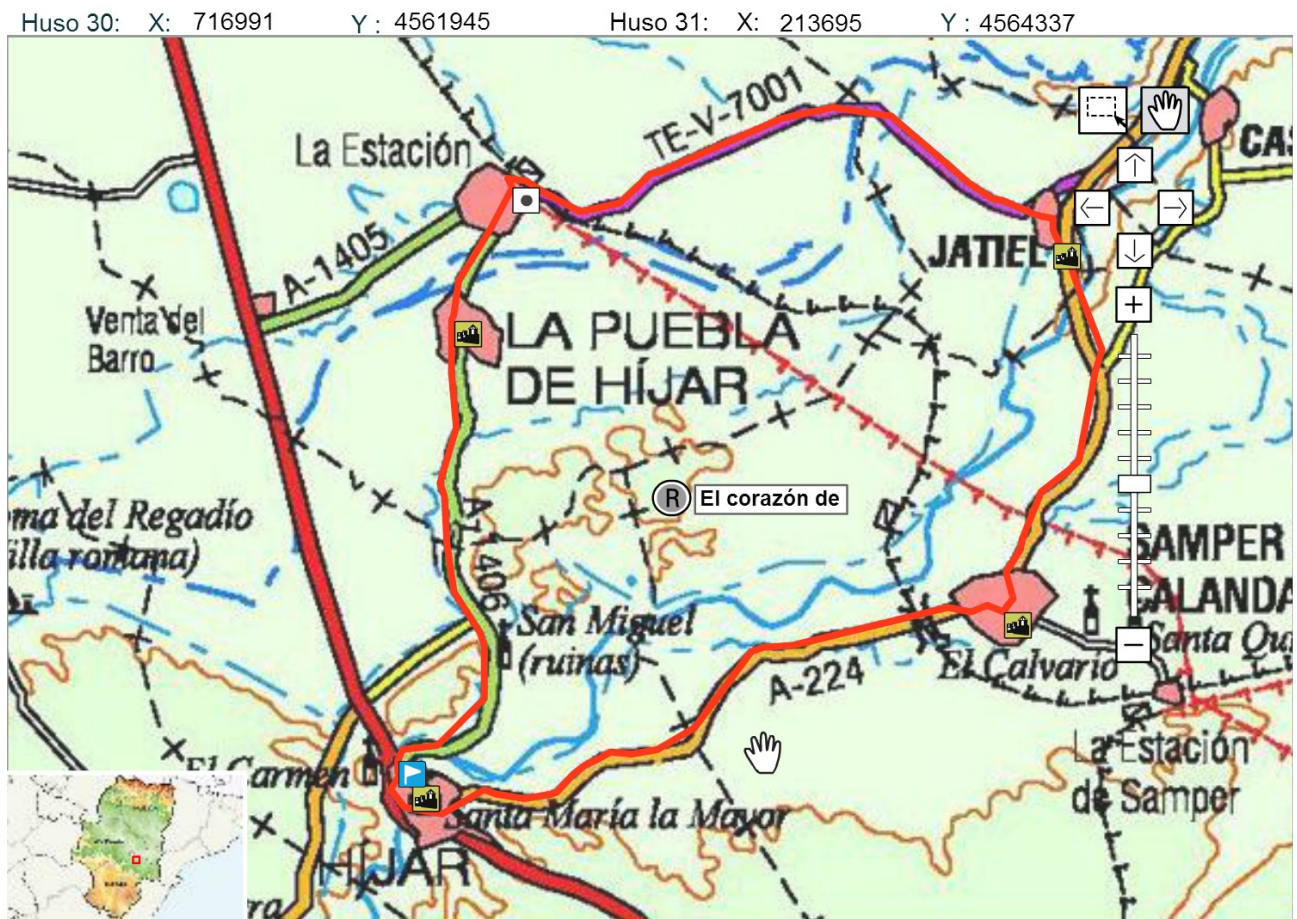 Huso 30: X: 716991 Y : 4561945 Huso 31: X: 213695 Y : 4564337
TE-V-7001
La Estación
CAS
A-1405
JATIEL
Venta del
Barro
LA PUEBLA
DE HÍJAR
R El corazón de
ma del Regadío
illa romana)
A-1406
SAMPER
CALANDA
San Miguel
(ruinas)
Santa Qu
El Calvario
A-224
La Estación
de Samper
El Carmen
Santa María la Mayor
HÍJAR
ra